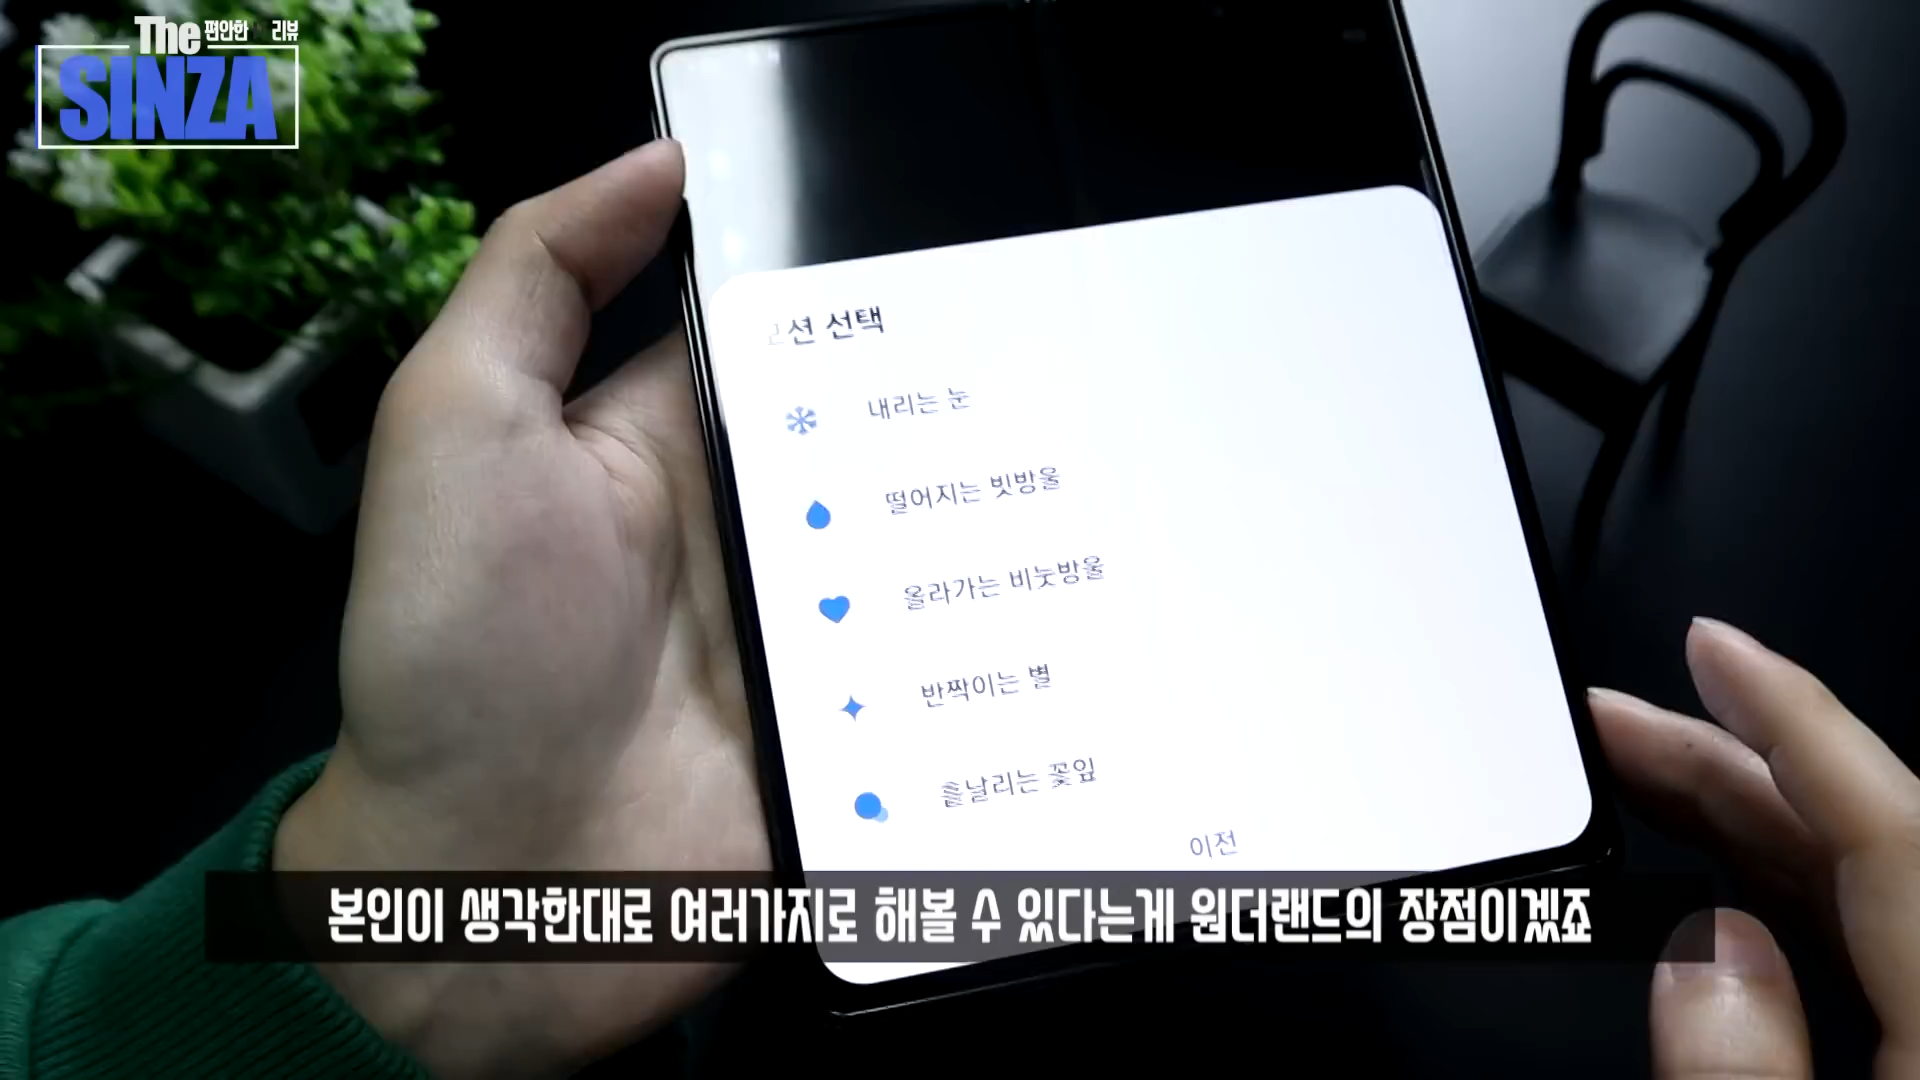 The 편안한 리뷰
SINZA
모션 선택
내리는 눈
떨어지는 빗방울
올라가는 비눗방울
반짝이는 별
흩날리는 꽃잎
이전
본인이 생각한대로 여러가지로 해볼 수 있다는게 원더랜드의 장점이겠죠